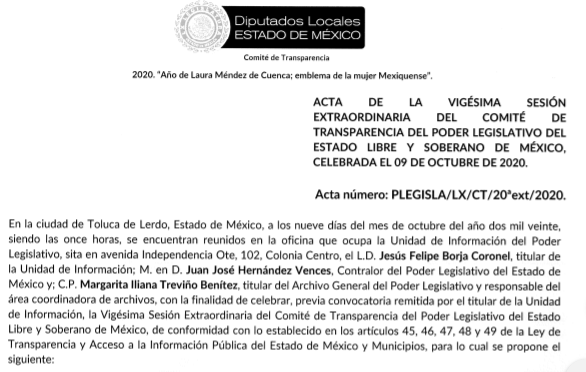 Diputados Locales
ESTADO DE MÉXICO
Comité de Transparencia
2020. "Año de Laura Méndez de Cuenca; emblema de la mujer Mexiquense".
ACTA DE LA VIGÉSIMA SESIÓN
EXTRAORDINARIA DEL COMITÉ DE
TRANSPARENCIA DEL PODER LEGISLATIVO DEL
ESTADO LIBRE Y SOBERANO DE MÉXICO,
CELEBRADA EL 09 DE OCTUBRE DE 2020.
Acta número: PLEGISLA/LX/CT/20ªext/2020.
En la ciudad de Toluca de Lerdo, Estado de México, a los nueve días del mes de octubre del año dos mil veinte,
siendo las once horas, se encuentran reunidos en la oficina que ocupa la Unidad de Información del Poder
Legislativo, sita en avenida Independencia Ote, 102, Colonia Centro, el L.D. Jesús Felipe Borja Coronel, titular de
la Unidad de Información; M. en D. Juan José Hernández Vences, Contralor del Poder Legislativo del Estado de
México y; C.P. Margarita Iliana Treviño Benítez, titular del Archivo General del Poder Legislativo y responsable del
área coordinadora de archivos, con la finalidad de celebrar, previa convocatoria remitida por el titular de la Unidad
de Información, la Vigésima Sesión Extraordinaria del Comité de Transparencia del Poder Legislativo del Estado
Libre y Soberano de México, de conformidad con lo establecido en los artículos 45, 46, 47, 48 y 49 de la Ley de
Transparencia y Acceso a la Información Pública del Estado de México y Municipios, para lo cual se propone el
siguiente: